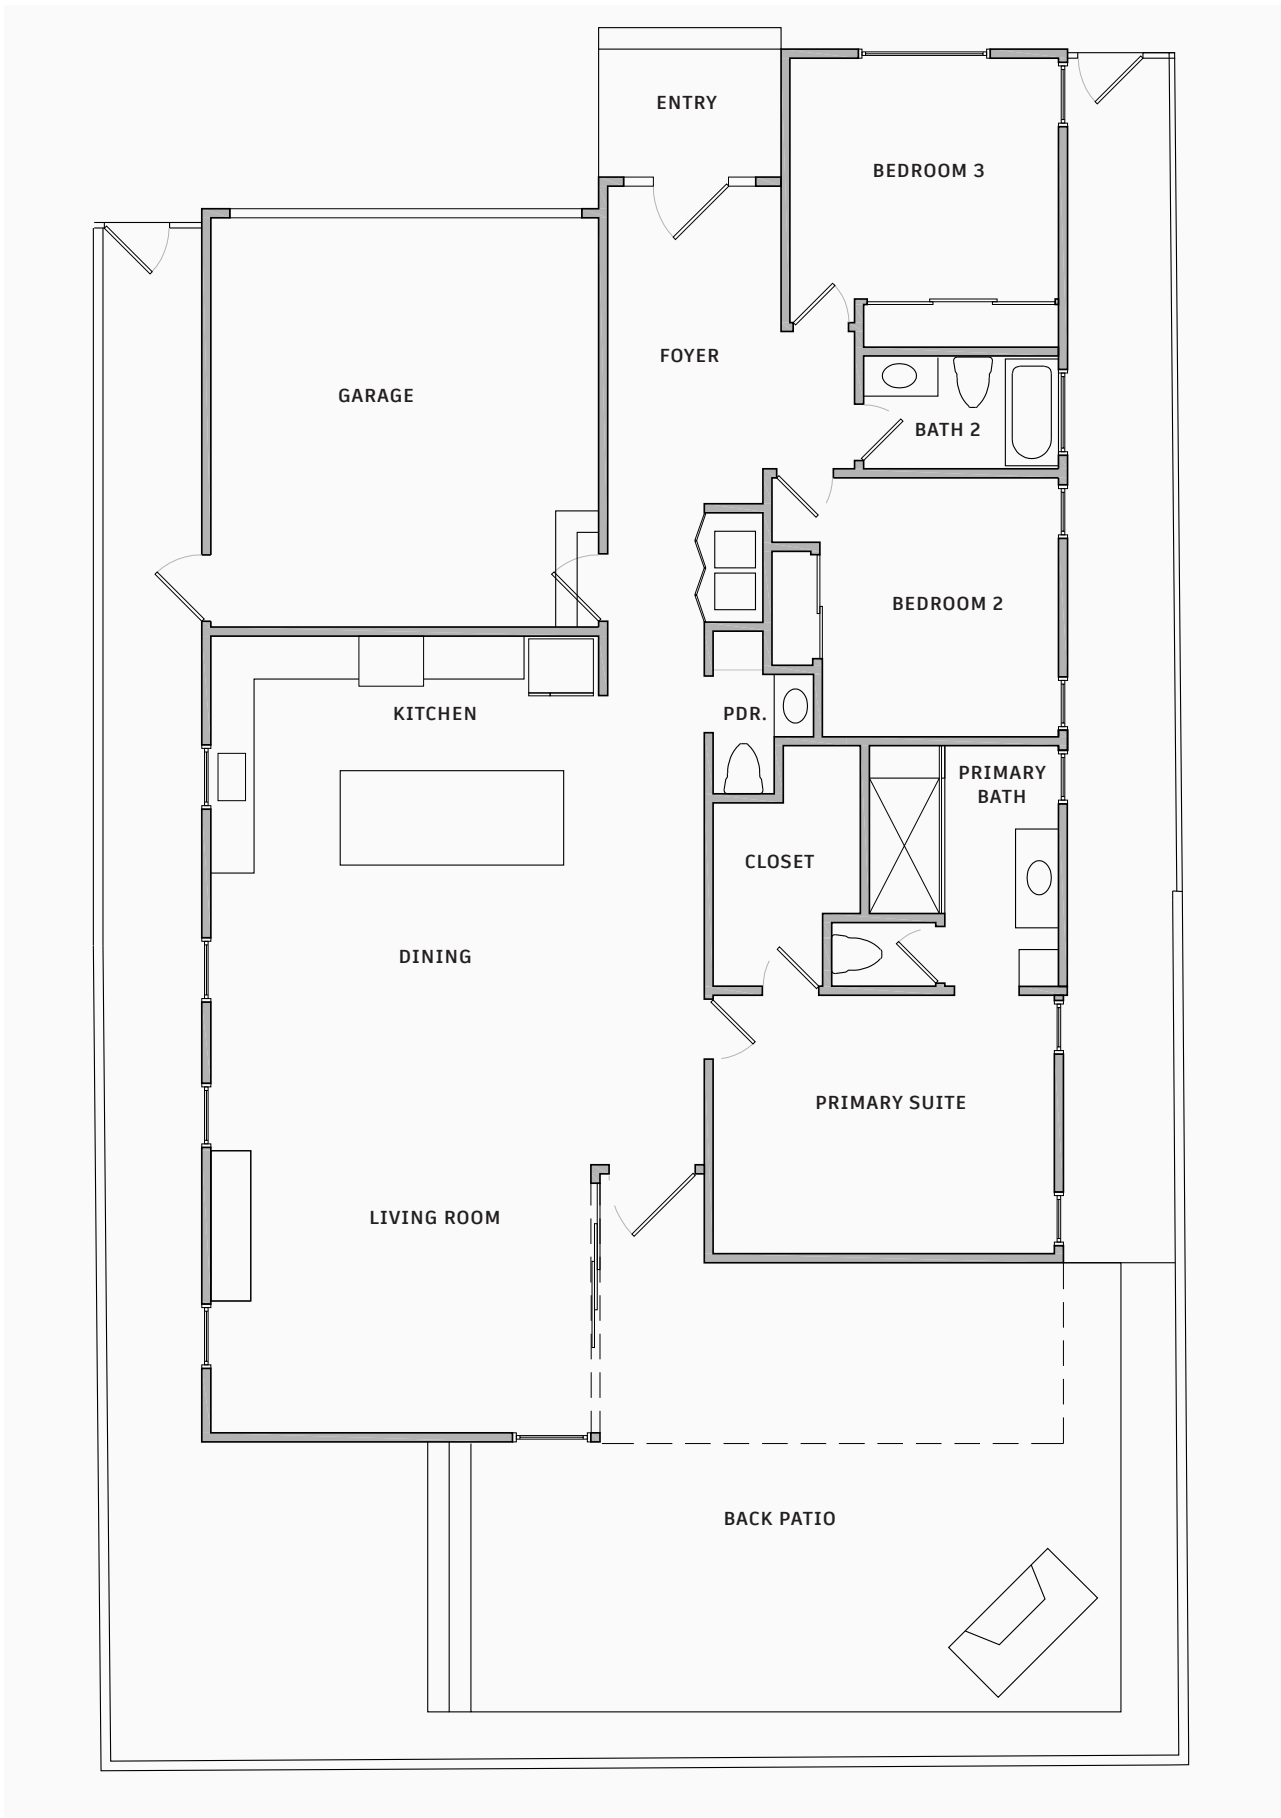 ENTRY
BEDROOM 3
FOYER
GARAGE
BATH 2
BEDROOM 2
KITCHEN
PDR.
PRIMARY
BATH
CLOSET
DINING
PRIMARY SUITE
LIVING ROOM
BACK PATIO